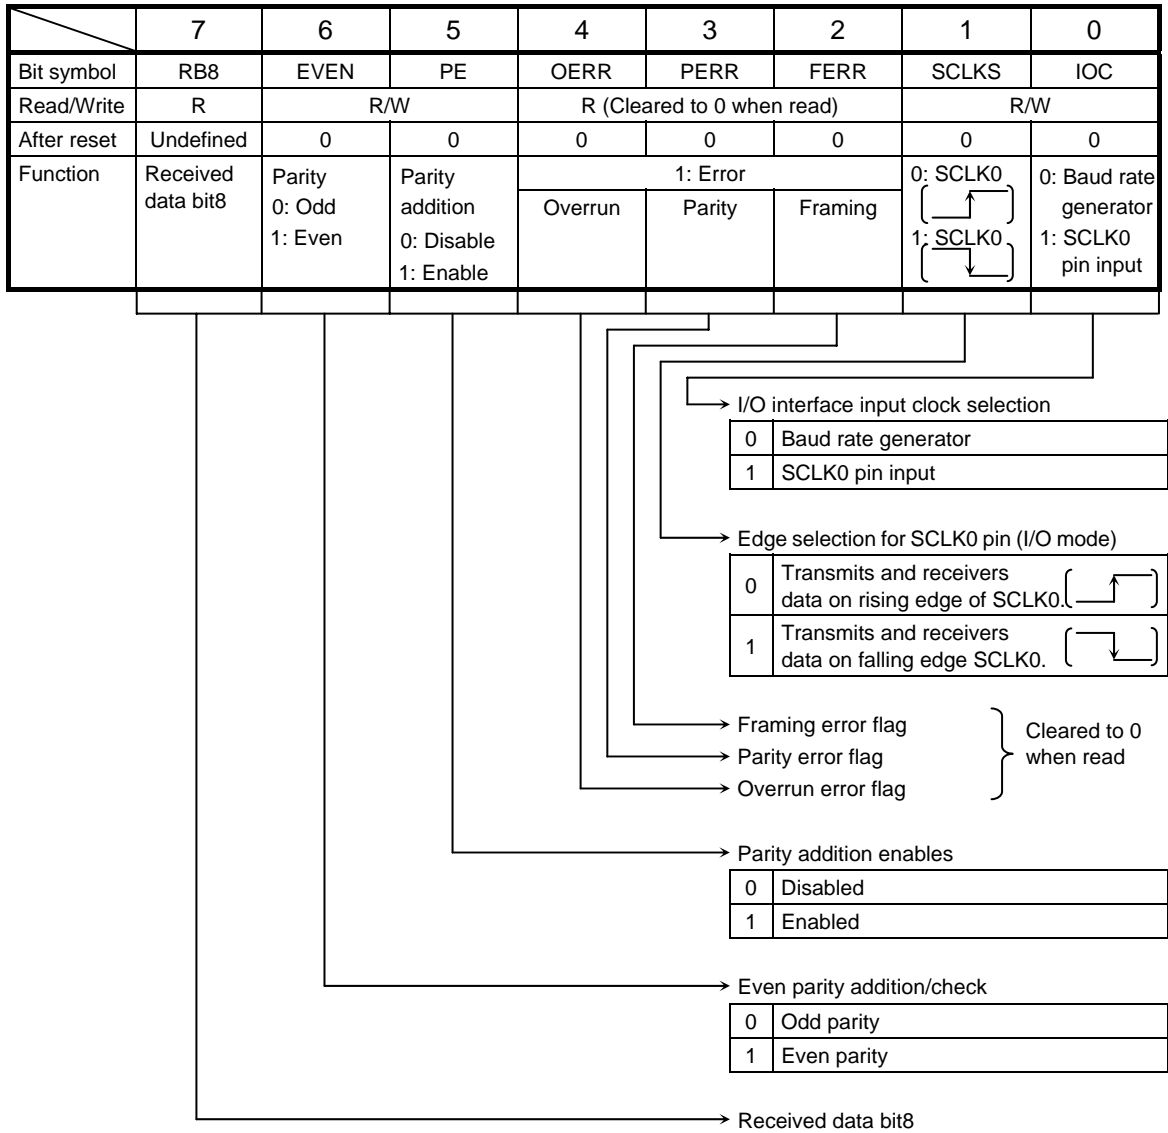 7 6 5 4 3 2 1 0
Bit symbol RB8 EVEN PE OERR PERR FERR SCLKS IOC
Read/Write R R/W R (Cleared to 0 when read) R/W
After reset Undefined 0 0 0 0 0 0 0
Function
Received
data bit8
Parity
0: Odd
1: Even
Parity
addition
0: Disable
1: Enable
1: Error
Overrun Parity Framing
0: SCLK0
1: SCLK0
0: Baud rate
generator
1: SCLK0
pin input
I/O interface input clock selection
0 Baud rate generator
1 SCLK0 pin input
Edge selection for SCLK0 pin (I/O mode)
0 Transmits and receivers
data on rising edge of SCLK0.
1 Transmits and receivers
data on falling edge SCLK0.
Framing error flag
Parity error flag
Overrun error flag
Cleared to 0
when read
Parity addition enables
0 Disabled
1 Enabled
Even parity addition/check
0 Odd parity
1 Even parity
Received data bit8